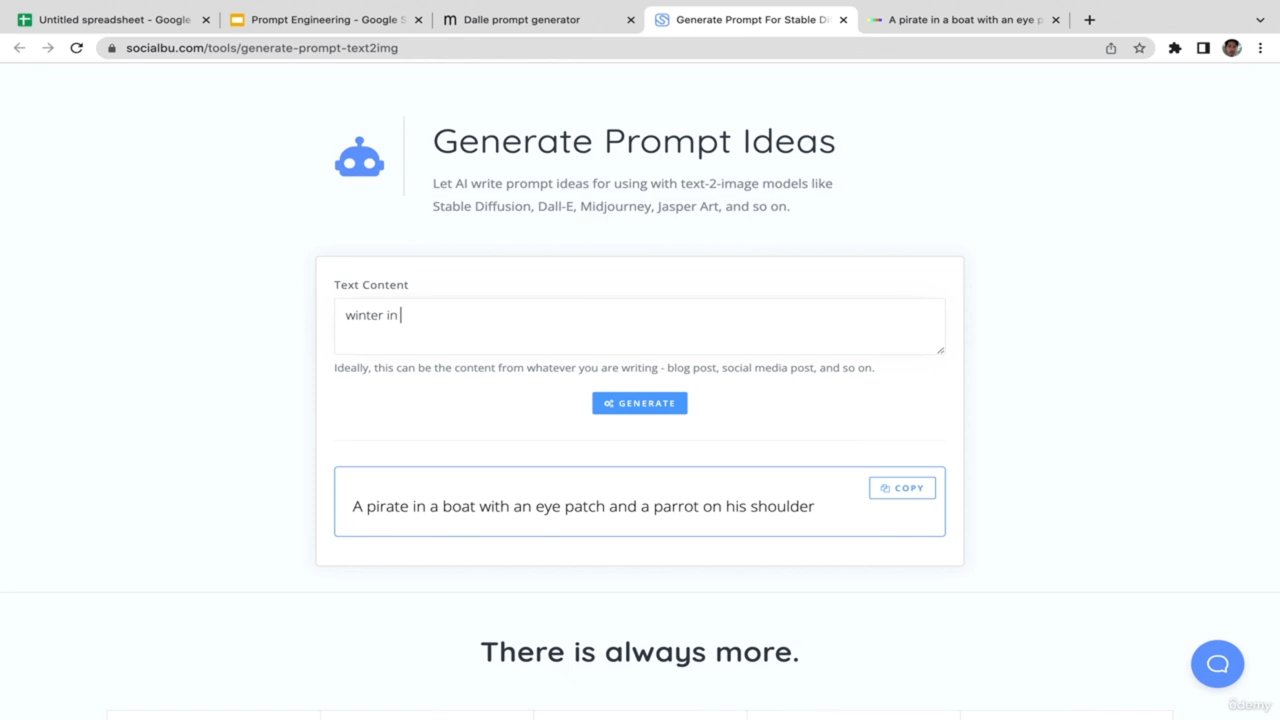 Untitled spreadsheet - Google
Prompt Engineering - Google S
Dalle prompt generator
Generate Prompt For Stable Di
A pirate in a boat with an eye p
socialbu.com/tools/generate-prompt-text2img
Generate Prompt Ideas
Let AI write prompt ideas for using with text-2-image models like
Stable Diffusion, Dall-E, Midjourney, Jasper Art, and so on.
Text Content
winter in
Ideally, this can be the content from whatever you are writing - blog post, social media post, and so on.
GENERATE
COPY
A pirate in a boat with an eye patch and a parrot on his shoulder
There is always more.
ûdemy